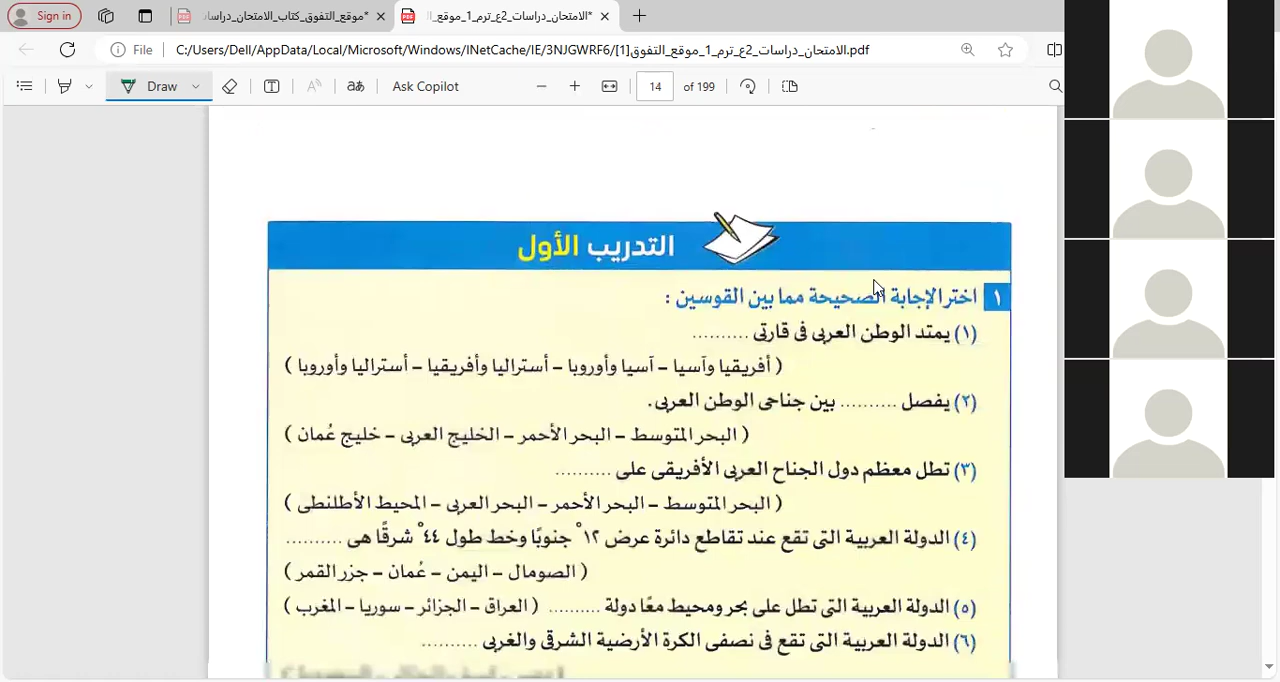 Sign in
*موقع_التفوق_كتاب_الامتحان_دراسات
*الامتحان_دراسات_2ع_ترم_1_موقع_ال
File
C:/Users/Dell/AppData/Local/Microsoft/Windows/INetCache/IE/3NJGWRF6/الامتحان_دراسات_2ع_ترم_1_موقع_التفوق[1].pdf
Draw
aあ
Ask Copilot
14 of 199
التدريب الأول
١ اختر الإجابة الصحيحة مما بين القوسين :
(١) يمتد الوطن العربى فى قارتى ..........
( أفريقيا وآسيا – آسيا وأوروبا – أستراليا وأفريقيا – أستراليا وأوروبا )
(٢) يفصل .......... بين جناحى الوطن العربى.
( البحر المتوسط – البحر الأحمر – الخليج العربى – خليج عُمان )
(٣) تطل معظم دول الجناح العربى الأفريقى على ..........
( البحر المتوسط – البحر الأحمر – البحر العربى – المحيط الأطلنطى )
(٤) الدولة العربية التى تقع عند تقاطع دائرة عرض ١٢° جنوبًا وخط طول ٤٤° شرقًا هى ..........
( الصومال – اليمن – عُمان – جزر القمر )
(٥) الدولة العربية التى تطل على بحر ومحيط معًا دولة .......... ( العراق – الجزائر – سوريا – المغرب )
(٦) الدولة العربية التى تقع فى نصفى الكرة الأرضية الشرقى والغربى ..........